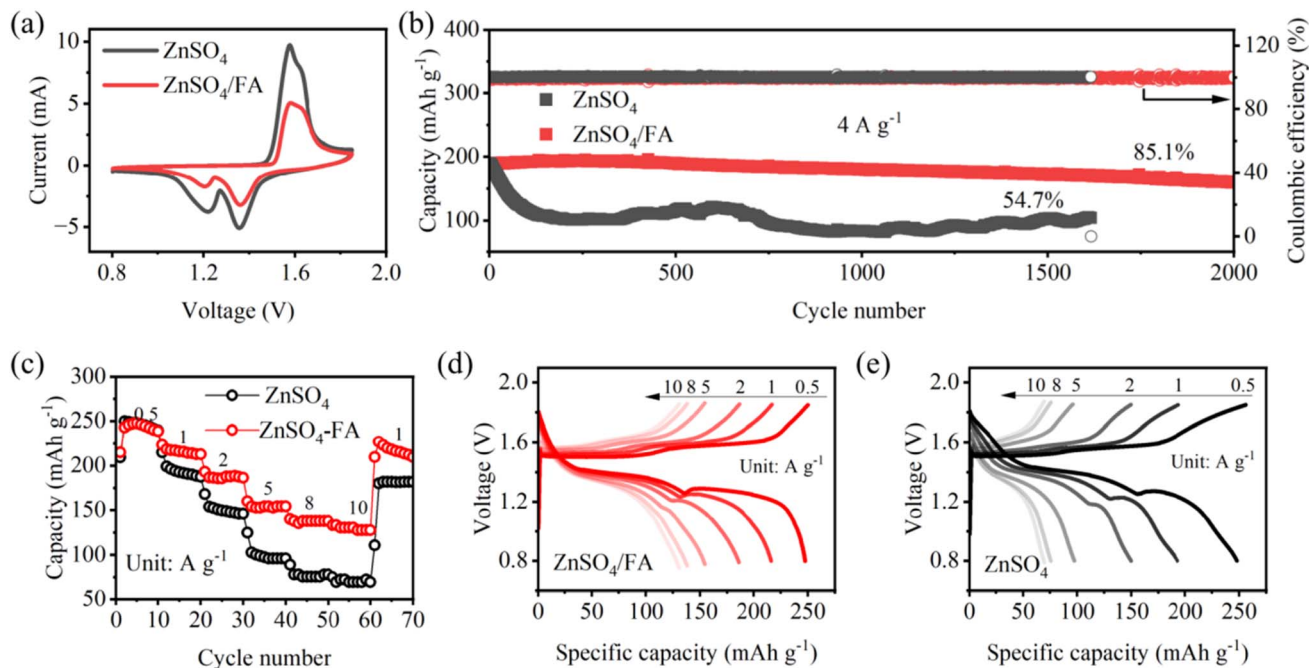 (a)
ZnSO4
ZnSO4/FA
10
5
0
−5
Current (mA)
0.8 1.2 1.6 2.0
Voltage (V)
(b)
400
300
200
100
Capacity (mAh g-1)
ZnSO4
ZnSO4/FA
4 A g-1
85.1%
54.7%
120
80
40
0
Coulombic efficiency (%)
0 500 1000 1500 2000
Cycle number
(c)
300
250
200
150
100
50
Capacity (mAh g-1)
ZnSO4
ZnSO4-FA
0.5
1
2
5
8
10
1
Unit: A g-1
0 10 20 30 40 50 60 70
Cycle number
(d)
2.0
1.6
1.2
0.8
Voltage (V)
10 8 5 2 1 0.5
Unit: A g-1
ZnSO4/FA
0 50 100 150 200 250
Specific capacity (mAh g-1)
(e)
2.0
1.6
1.2
0.8
Voltage (V)
10 8 5 2 1 0.5
Unit: A g-1
ZnSO4
0 50 100 150 200 250
Specific capacity (mAh g-1)